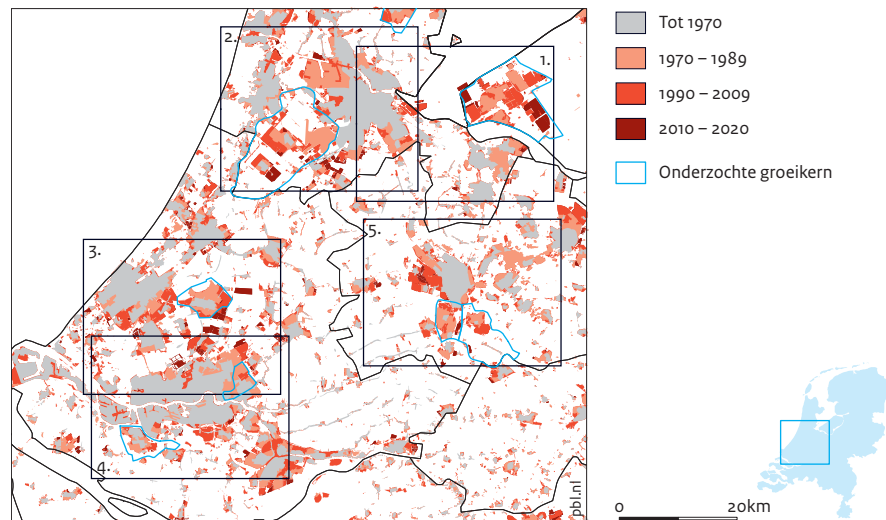 2.
1.
3.
5.
4.
pbl.nl
Tot 1970
1970 – 1989
1990 – 2009
2010 – 2020
Onderzochte groeikern
0 20km